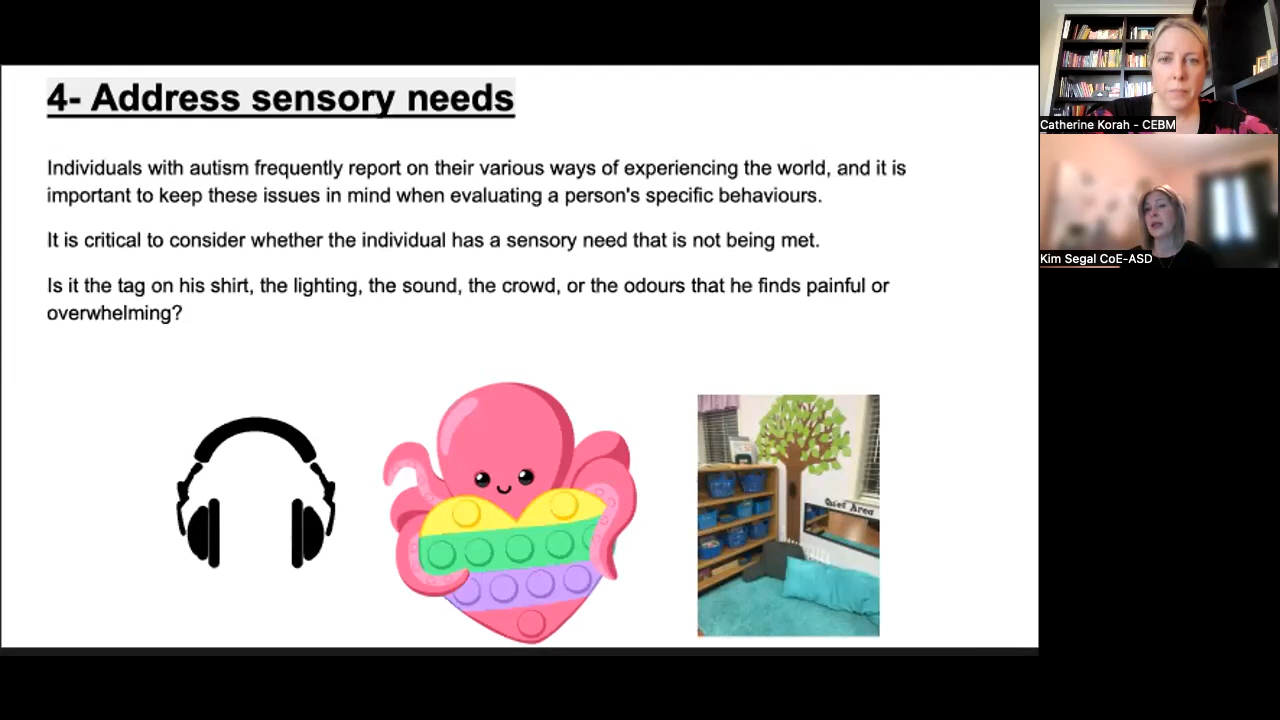 4- Address sensory needs
Individuals with autism frequently report on their various ways of experiencing the world, and it is
important to keep these issues in mind when evaluating a person's specific behaviours.
It is critical to consider whether the individual has a sensory need that is not being met.
Is it the tag on his shirt, the lighting, the sound, the crowd, or the odours that he finds painful or
overwhelming?
Quiet Area
Catherine Korah - CEBM
Kim Segal CoE-ASD